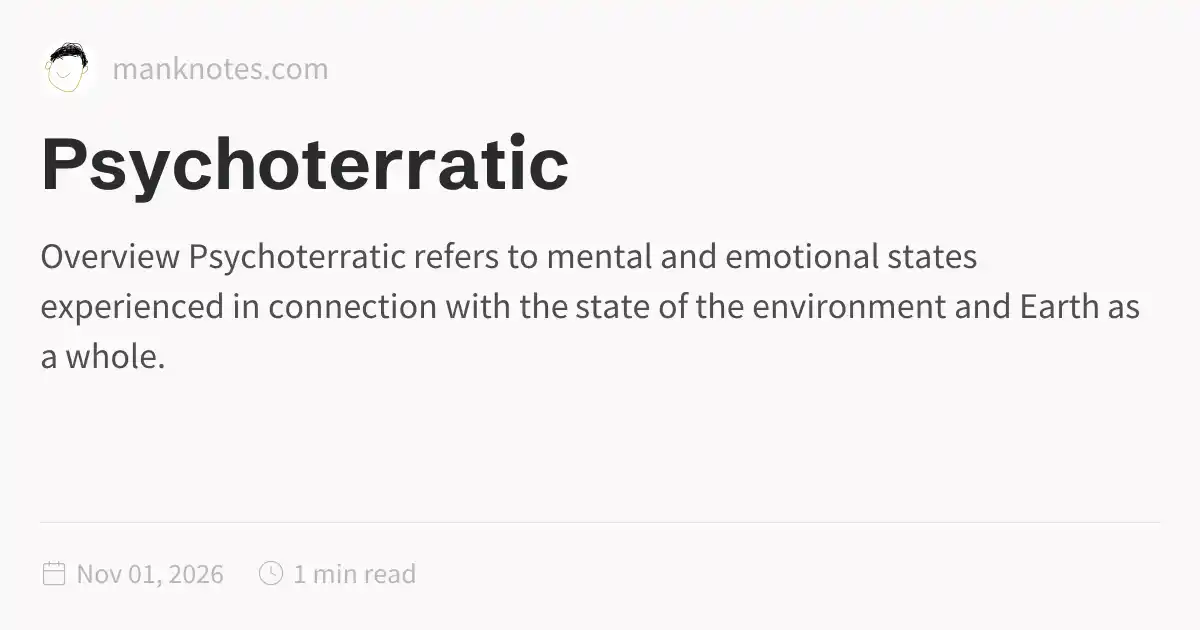 manknotes.com
Psychoterratic
Overview Psychoterratic refers to mental and emotional states
experienced in connection with the state of the environment and Earth as
a whole.
Nov 01, 2026 1 min read